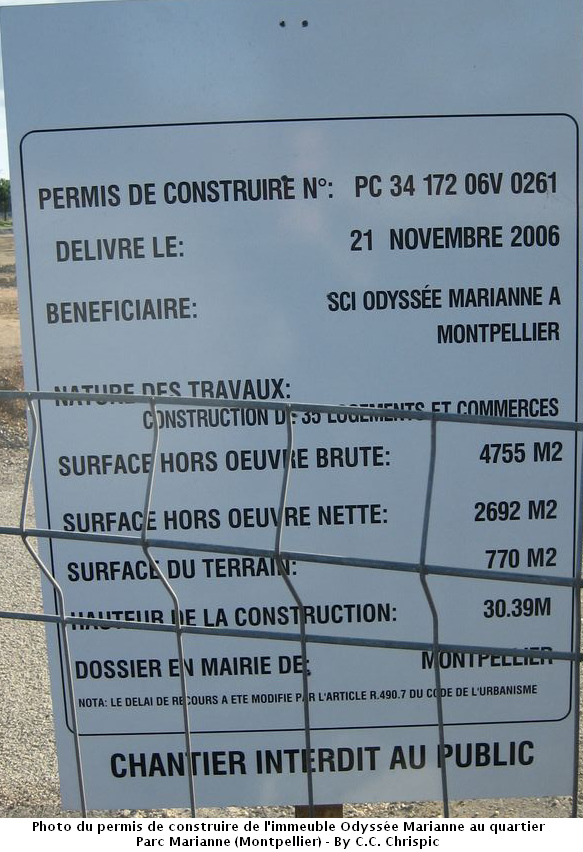 PERMIS DE CONSTRUIRE N°: PC 34 172 06V 0261
DELIVRE LE: 21 NOVEMBRE 2006
BENEFICIAIRE: SCI ODYSSÉE MARIANNE A
MONTPELLIER
NATURE DES TRAVAUX:
CONSTRUCTION DE 35 LOGEMENTS ET COMMERCES
SURFACE HORS OEUVRE BRUTE: 4755 M2
SURFACE HORS OEUVRE NETTE: 2692 M2
SURFACE DU TERRAIN: 770 M2
HAUTEUR DE LA CONSTRUCTION: 30.39M
DOSSIER EN MAIRIE DE: MONTPELLIER
NOTA: LE DELAI DE RECOURS A ETE MODIFIE PAR L'ARTICLE R.490.7 DU CODE DE L'URBANISME
CHANTIER INTERDIT AU PUBLIC
Photo du permis de construire de l'immeuble Odyssée Marianne au quartier
Parc Marianne (Montpellier) - By C.C. Chrispic